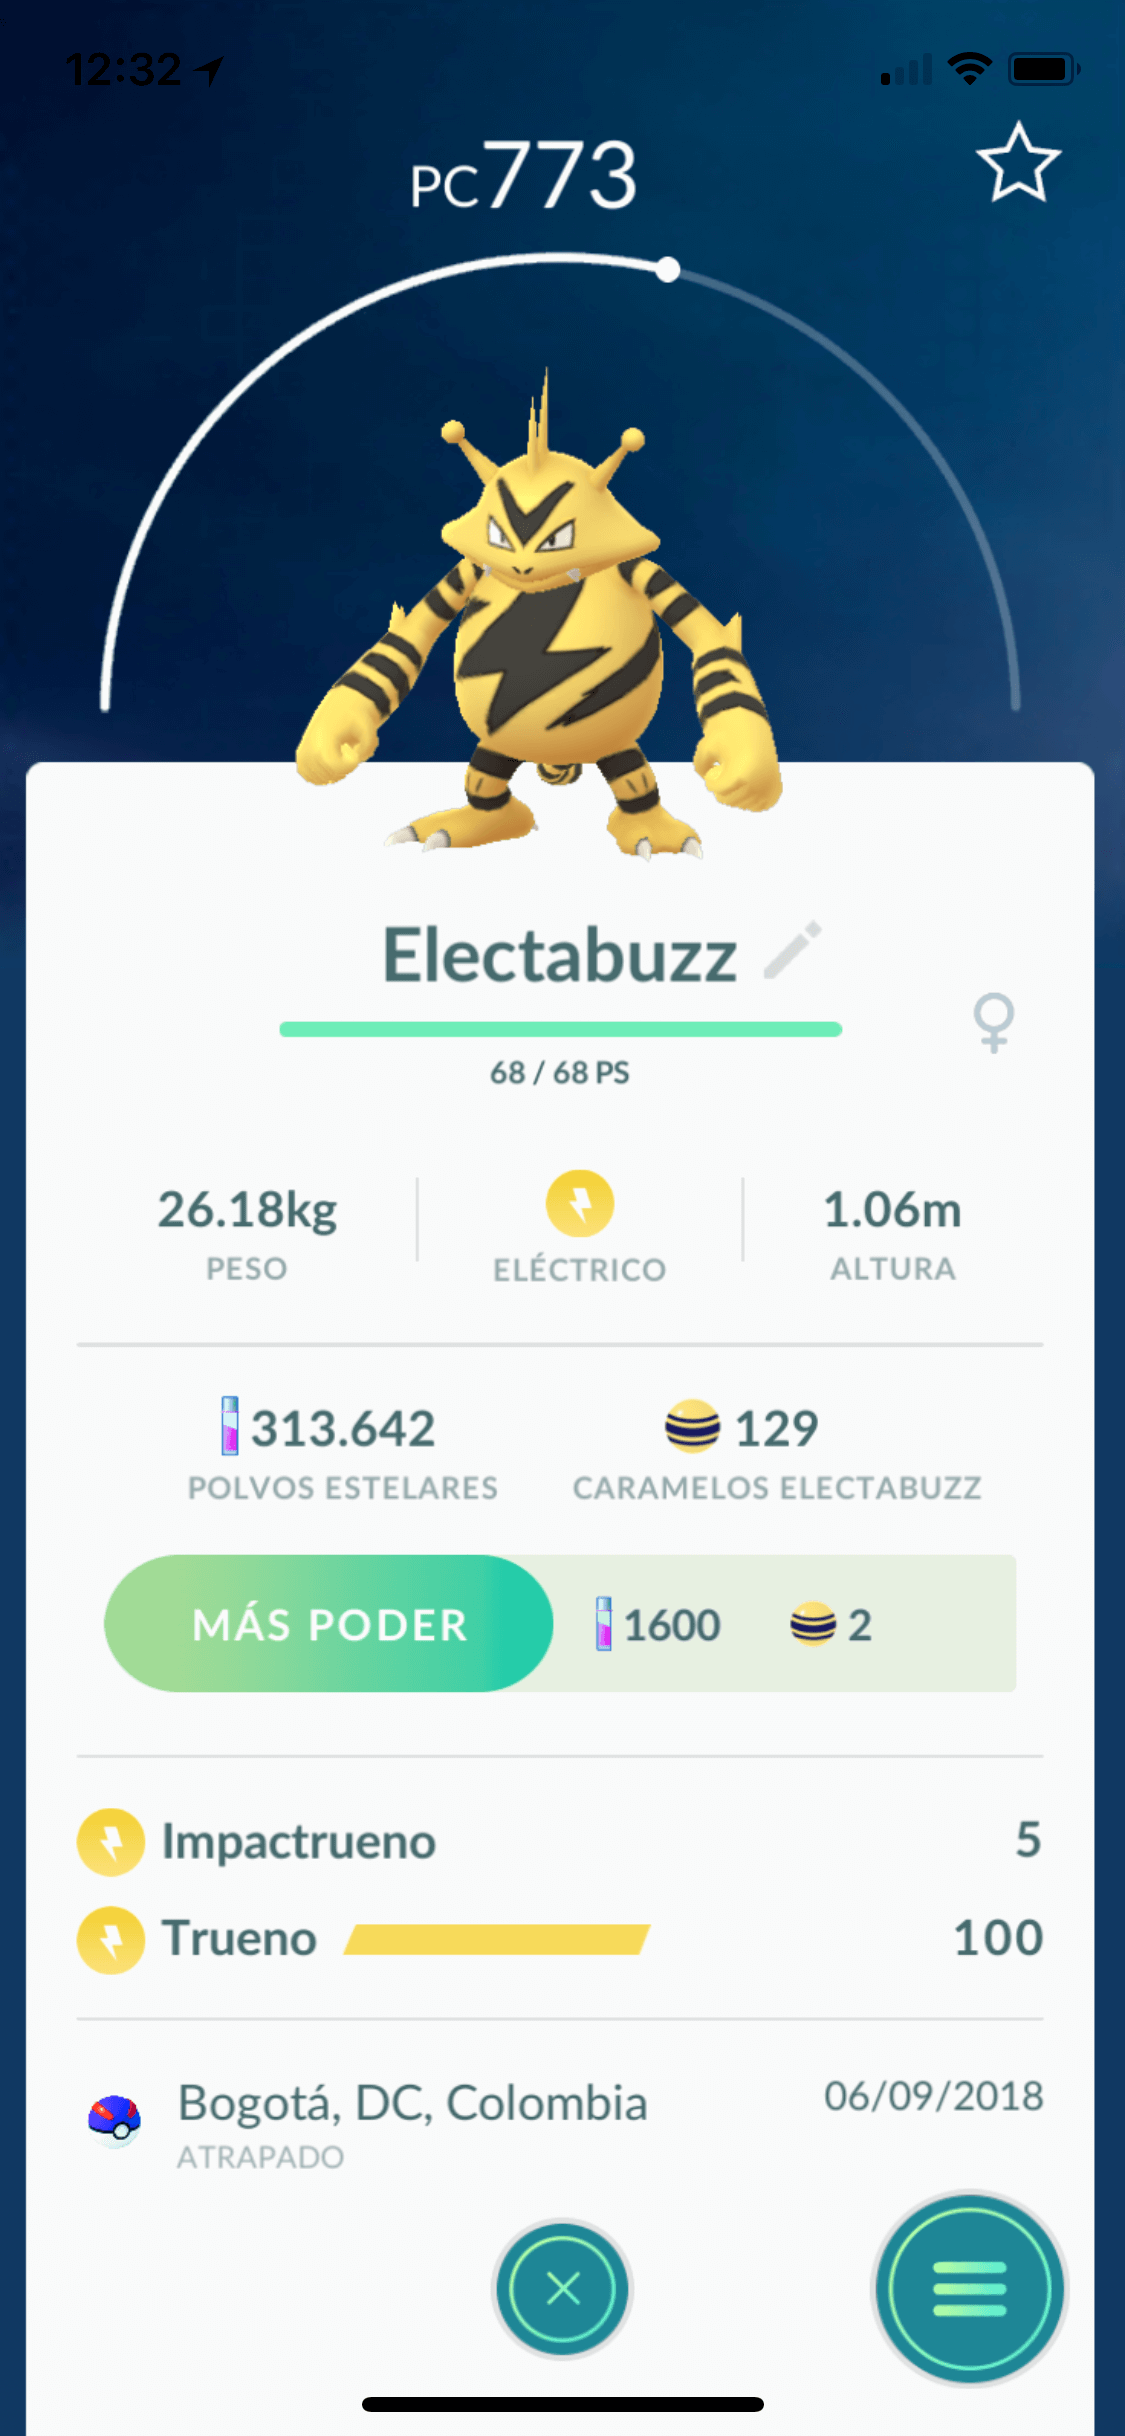 12:32
PC773
Electabuzz
68 / 68 PS
26.18kg
PESO
ELÉCTRICO
1.06m
ALTURA
313.642
POLVOS ESTELARES
129
CARAMELOS ELECTABUZZ
MÁS PODER 1600 2
Impactrueno 5
Trueno 100
Bogotá, DC, Colombia 06/09/2018
ATRAPADO